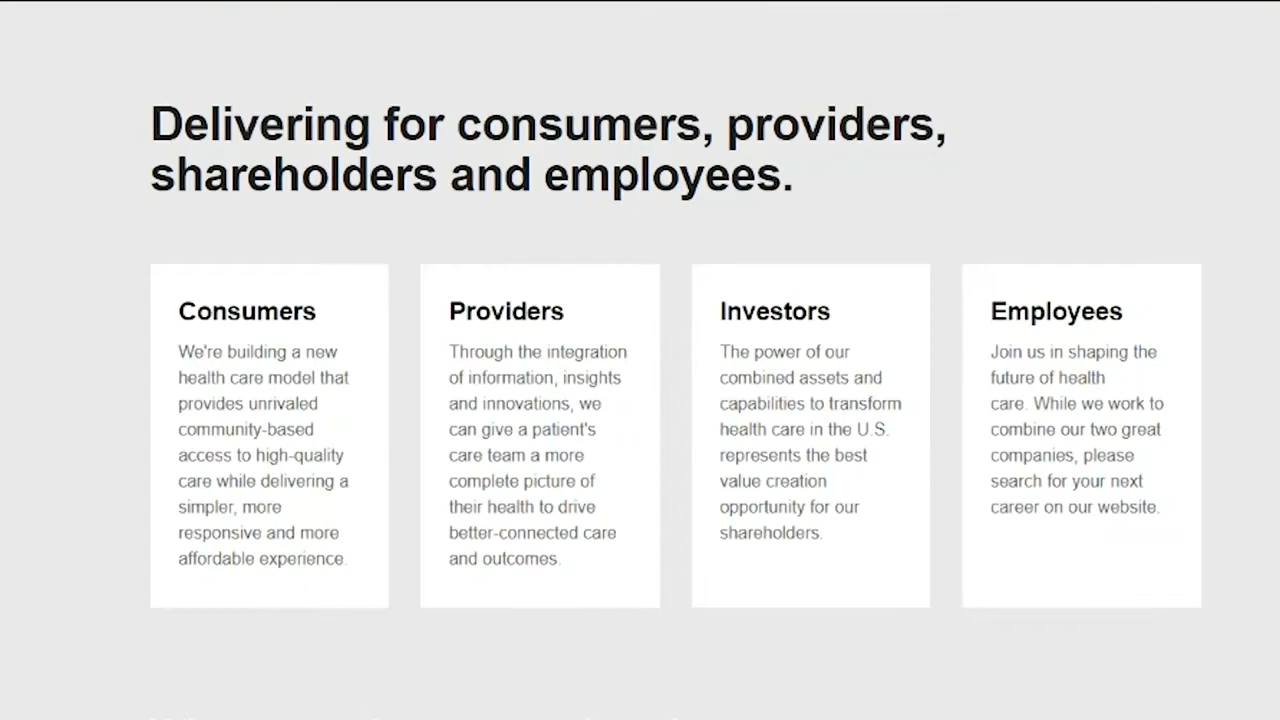 Delivering for consumers, providers,
shareholders and employees.
Consumers
We're building a new
health care model that
provides unrivaled
community-based
access to high-quality
care while delivering a
simpler, more
responsive and more
affordable experience.
Providers
Through the integration
of information, insights
and innovations, we
can give a patient's
care team a more
complete picture of
their health to drive
better-connected care
and outcomes.
Investors
The power of our
combined assets and
capabilities to transform
health care in the U.S.
represents the best
value creation
opportunity for our
shareholders.
Employees
Join us in shaping the
future of health
care. While we work to
combine our two great
companies, please
search for your next
career on our website.